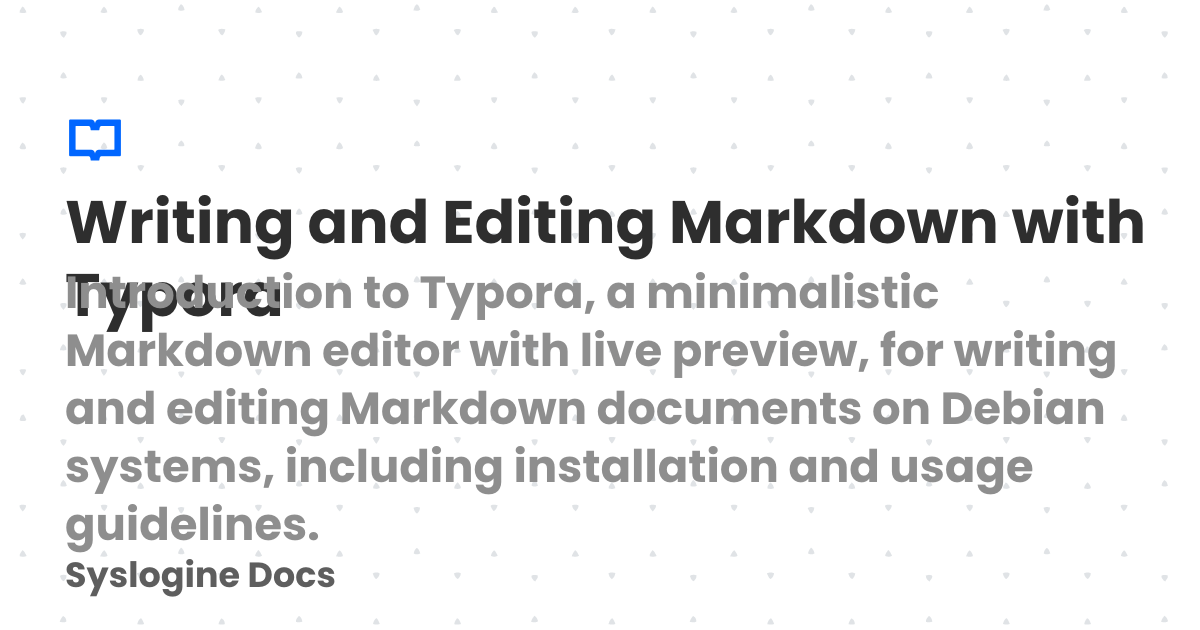 Writing and Editing Markdown with
Typora
Introduction to Typora, a minimalistic
Markdown editor with live preview, for writing
and editing Markdown documents on Debian
systems, including installation and usage
guidelines.
Syslogine Docs